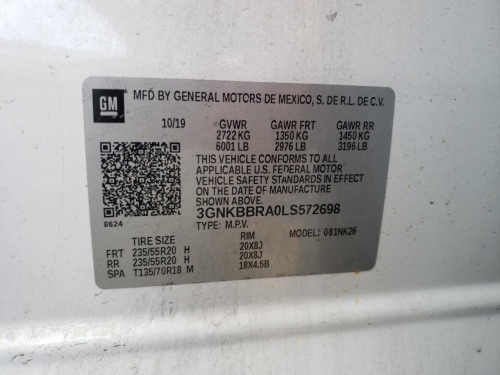 GM
MFD BY GENERAL MOTORS DE MEXICO, S. DE R.L. DE C.V.
10/19 GVWR GAWR FRT GAWR RR
2722 KG 1350 KG 1450 KG
6001 LB 2976 LB 3196 LB
THIS VEHICLE CONFORMS TO ALL
APPLICABLE U.S. FEDERAL MOTOR
VEHICLE SAFETY STANDARDS IN
EFFECT ON THE DATE OF
MANUFACTURE SHOWN ABOVE.
3GNKBBRA0LS572698
8624
TYPE: M.P.V. MODEL: 081NK26
TIRE SIZE RIM
FRT 235/55R20 H 20X8J
RR 235/55R20 H 20X8J
SPA T135/70R18 M 18X4.5B